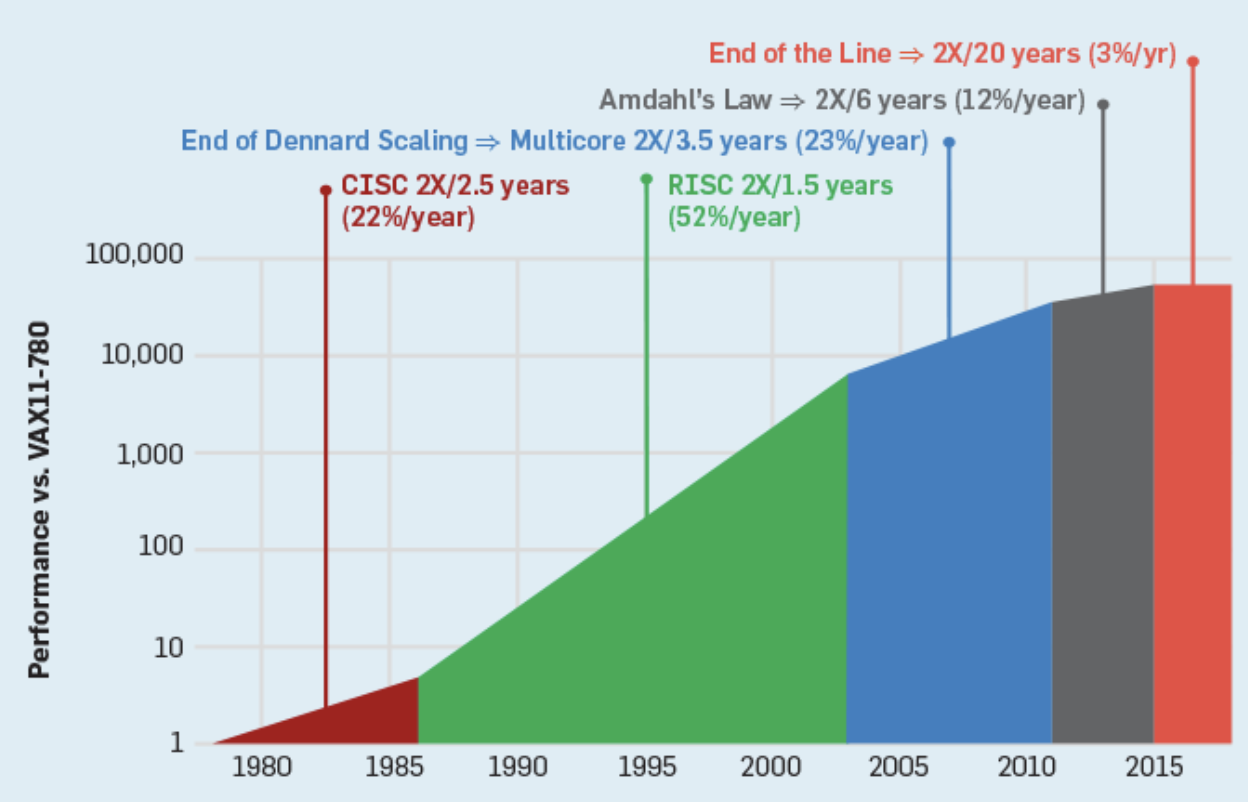 End of the Line ⇒ 2X/20 years (3%/yr)
Amdahl's Law ⇒ 2X/6 years (12%/year)
End of Dennard Scaling ⇒ Multicore 2X/3.5 years (23%/year)
CISC 2X/2.5 years
(22%/year)
RISC 2X/1.5 years
(52%/year)
Performance vs. VAX11-780
100,000
10,000
1,000
100
10
1
1980 1985 1990 1995 2000 2005 2010 2015